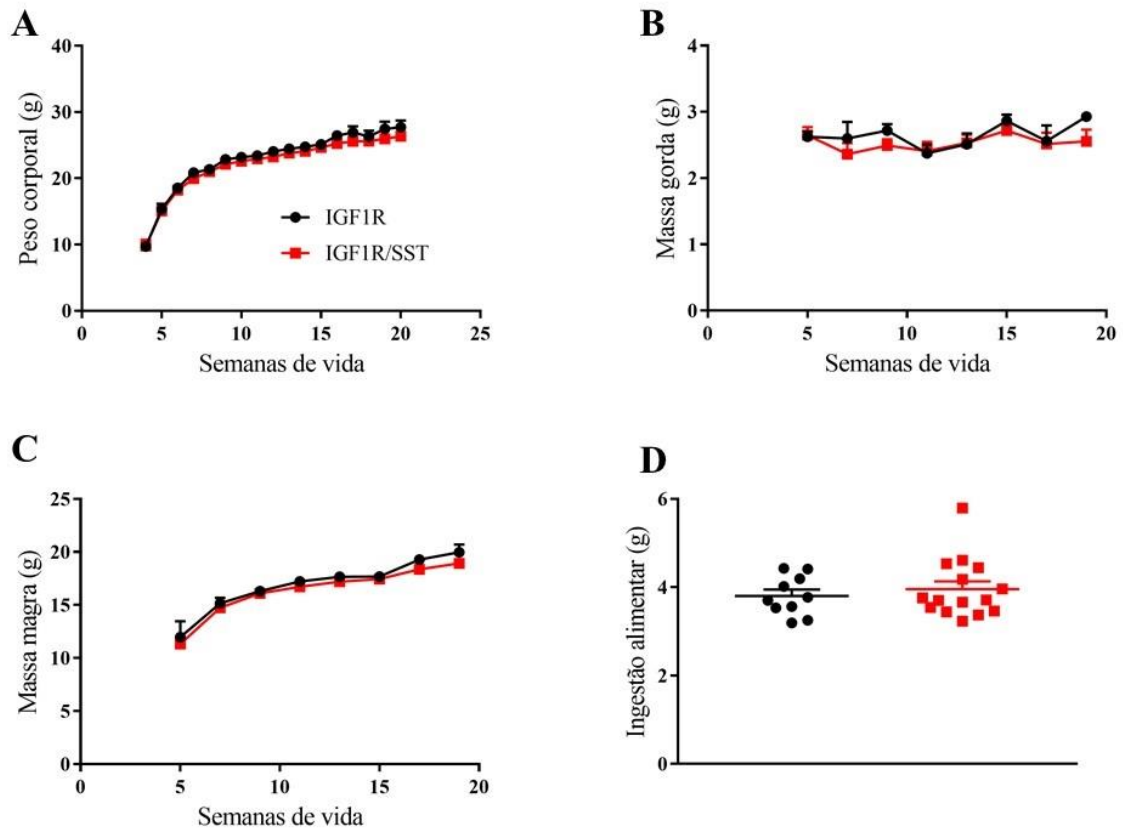 A
Peso corporal (g)
40
30
20
10
0
0 5 10 15 20 25
Semanas de vida
IGF1R
IGF1R/SST
B
Massa gorda (g)
4
3
2
1
0
0 5 10 15 20
Semanas de vida
C
Massa magra (g)
25
20
15
10
5
0
0 5 10 15 20
Semanas de vida
D
Ingestão alimentar (g)
6
4
2
0